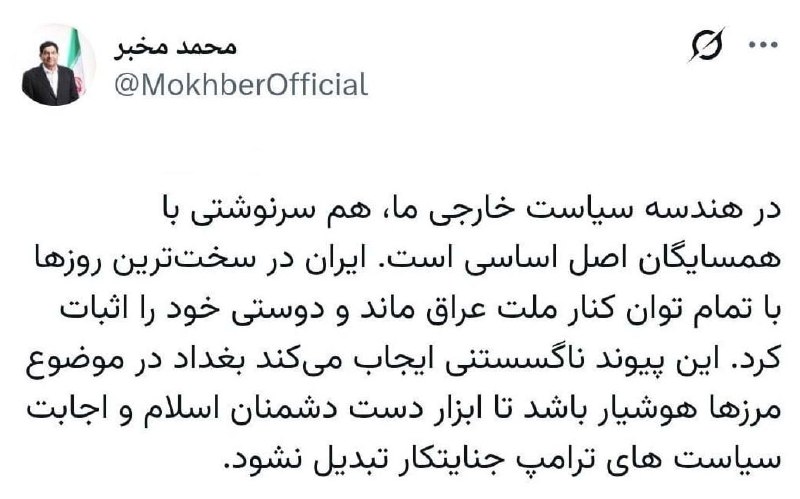 محمد مخبر
@MokhberOfficial
در هندسه سیاست خارجی ما، هم سرنوشتی با
همسایگان اصل اساسی است. ایران در سخت‌ترین روزها
با تمام توان کنار ملت عراق ماند و دوستی خود را اثبات
کرد. این پیوند ناگسستنی ایجاب می‌کند بغداد در موضوع
مرزها هوشیار باشد تا ابزار دست دشمنان اسلام و اجابت
سیاست های ترامپ جنایتکار تبدیل نشود.